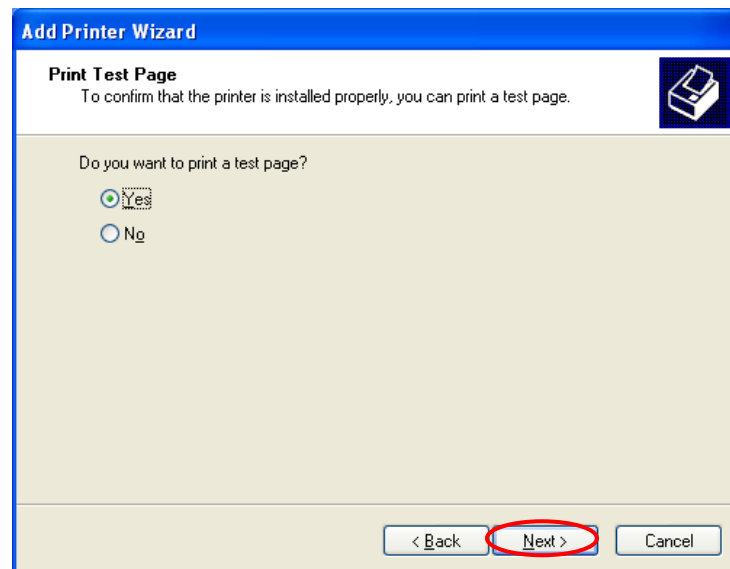 Add Printer Wizard
Print Test Page
To confirm that the printer is installed properly, you can print a test page.
Do you want to print a test page?
Yes
No
< Back Next > Cancel